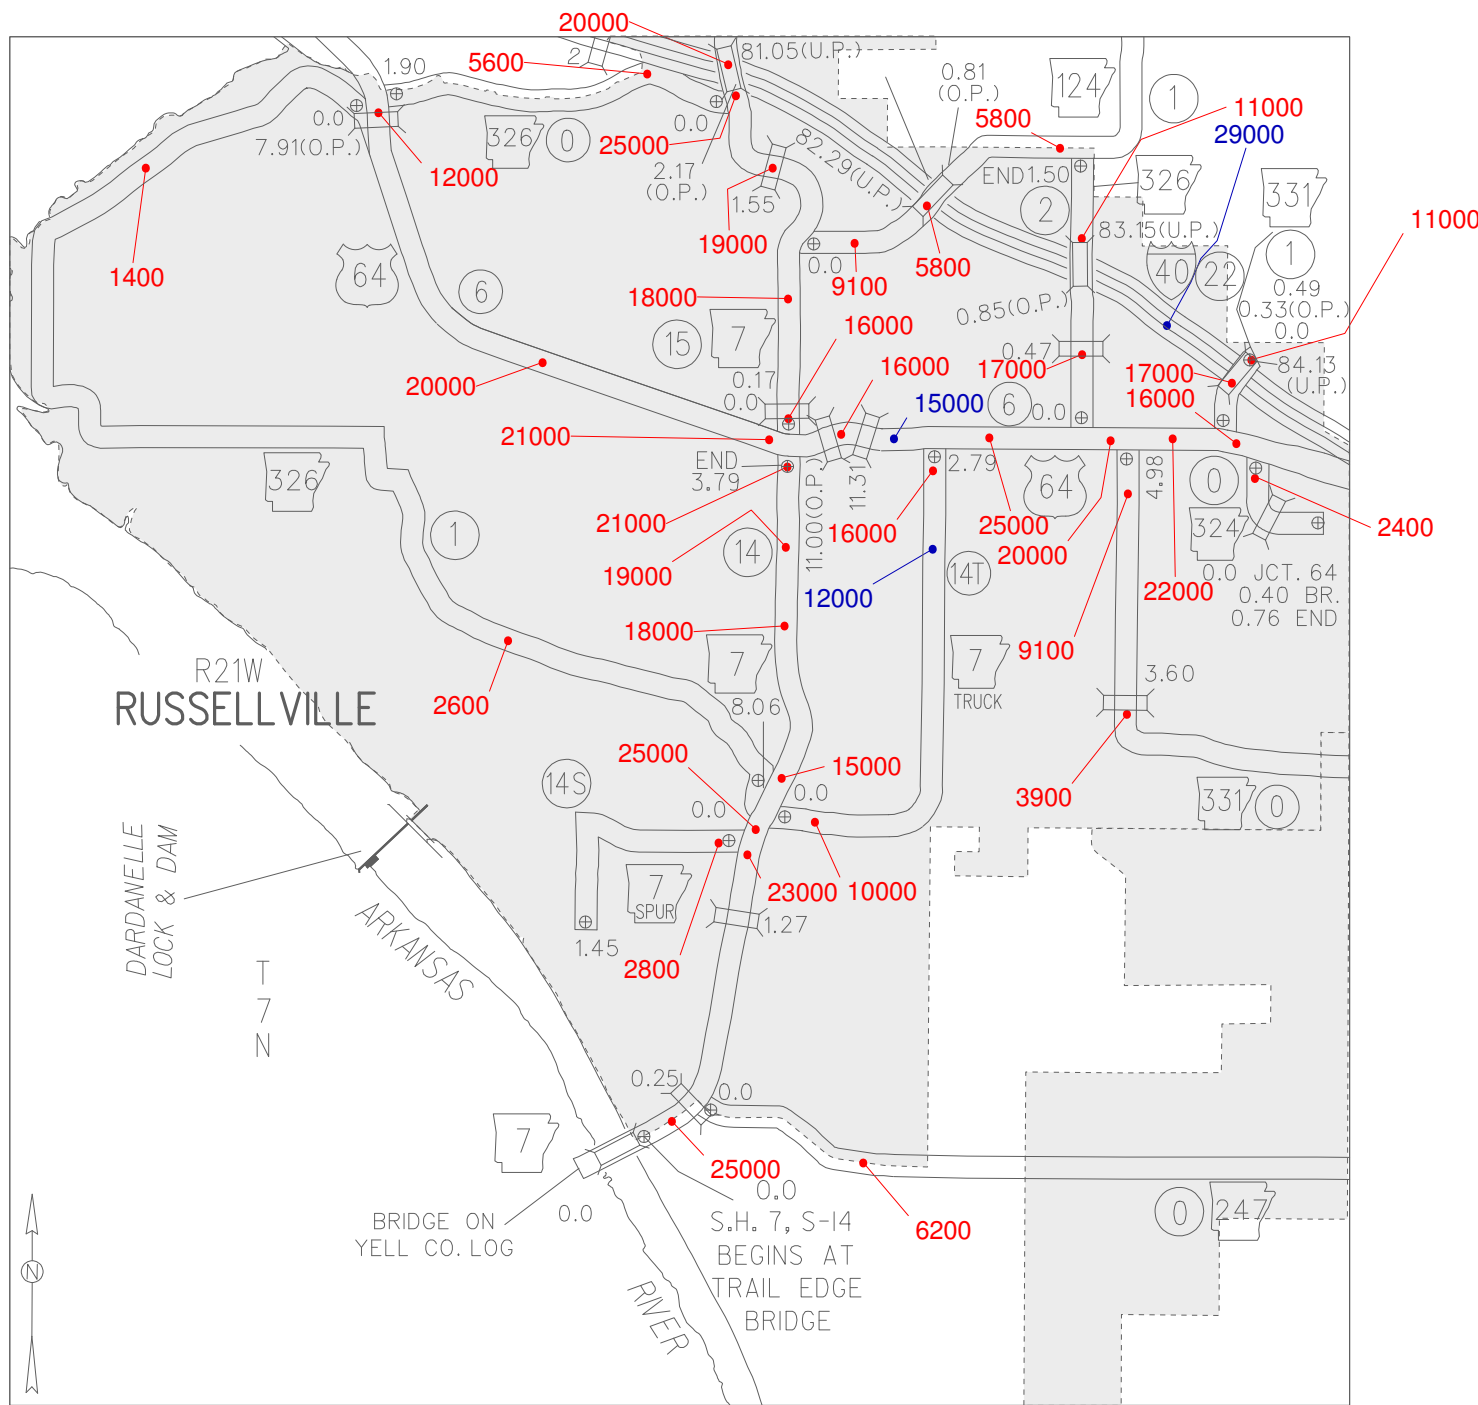 20000
81.05(U.P.)
2
5600
1.90
0.81
(O.P.)
124
1
11000
29000
5800
0.0
7.91(O.P.)
326
0
0.0
25000
82.29(U.P.)
12000
2.17
(O.P.)
1.55
END1.50
326
331
2
11000
19000
83.15(U.P.)
1
1400
64
6
0.0
5800
9100
40
22
0.49
0.33(O.P.)
0.0
18000
0.85(O.P.)
15
7
16000
20000
0.47
17000
16000
84.13
(U.P.)
17000
0.17
0.0
15000
6
0.0
16000
21000
END
3.79
11.00(O.P.)
11.31
2.79
64
4.98
0
326
21000
16000
25000
20000
324
2400
1
14
19000
12000
14T
22000
0.0 JCT. 64
0.40 BR.
0.76 END
18000
7
7
TRUCK
9100
R21W
RUSSELLVILLE
2600
3.60
8.06
25000
15000
14S
0.0
0.0
3900
331
0
DARDANELLE
LOCK & DAM
7
SPUR
23000
10000
1.27
ARKANSAS
1.45
2800
T
7
N
0.25
0.0
7
25000
0.0
0.0
S.H. 7, S-14
BEGINS AT
TRAIL EDGE
BRIDGE
6200
0
247
BRIDGE ON
YELL CO. LOG
N
RIVER